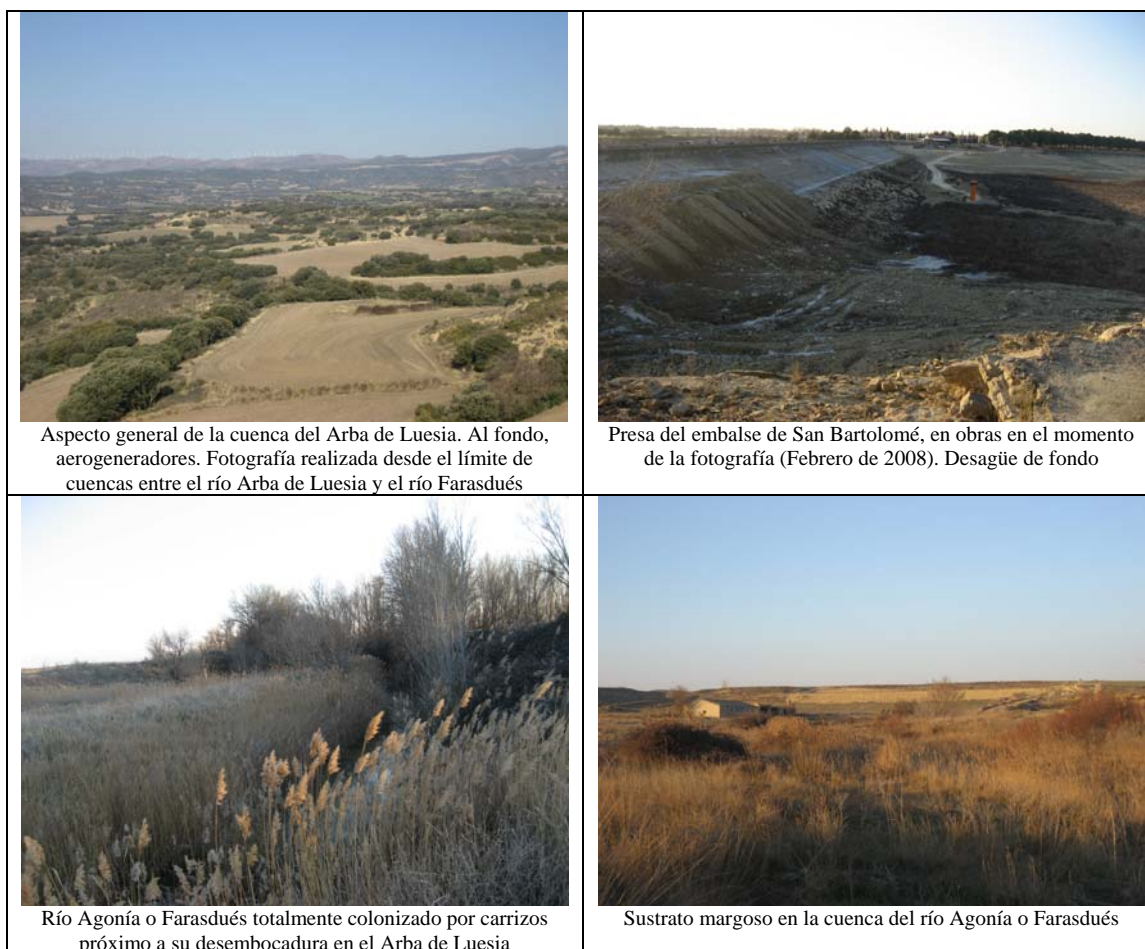 Aspecto general de la cuenca del Arba de Luesia. Al fondo,
aerogeneradores. Fotografía realizada desde el límite de
cuencas entre el río Arba de Luesia y el río Farasdués
Presa del embalse de San Bartolomé, en obras en el momento
de la fotografía (Febrero de 2008). Desagüe de fondo
Río Agonía o Farasdués totalmente colonizado por carrizos
próximo a su desembocadura en el Arba de Luesia
Sustrato margoso en la cuenca del río Agonía o Farasdués